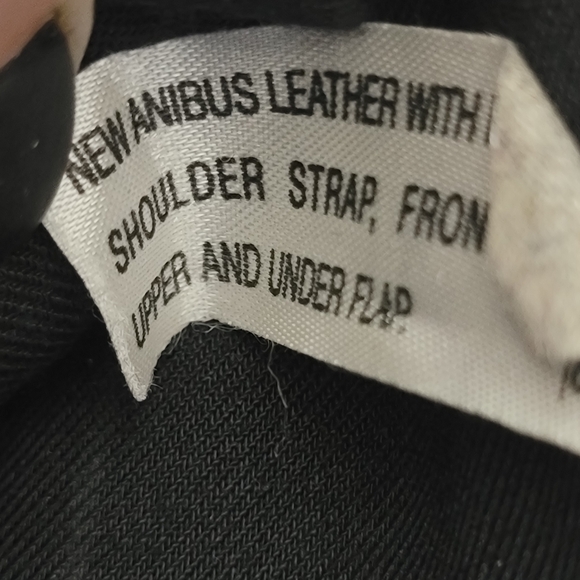 NEW ANIBUS LEATHER WITH
SHOULDER STRAP, FRON
UPPER AND UNDER FLAP.